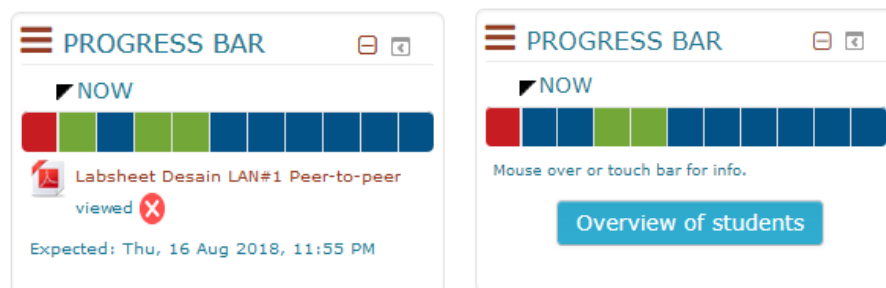 PROGRESS BAR
NOW
Labsheet Desain LAN#1 Peer-to-peer
viewed
Expected: Thu, 16 Aug 2018, 11:55 PM
PROGRESS BAR
NOW
Mouse over or touch bar for info.
Overview of students